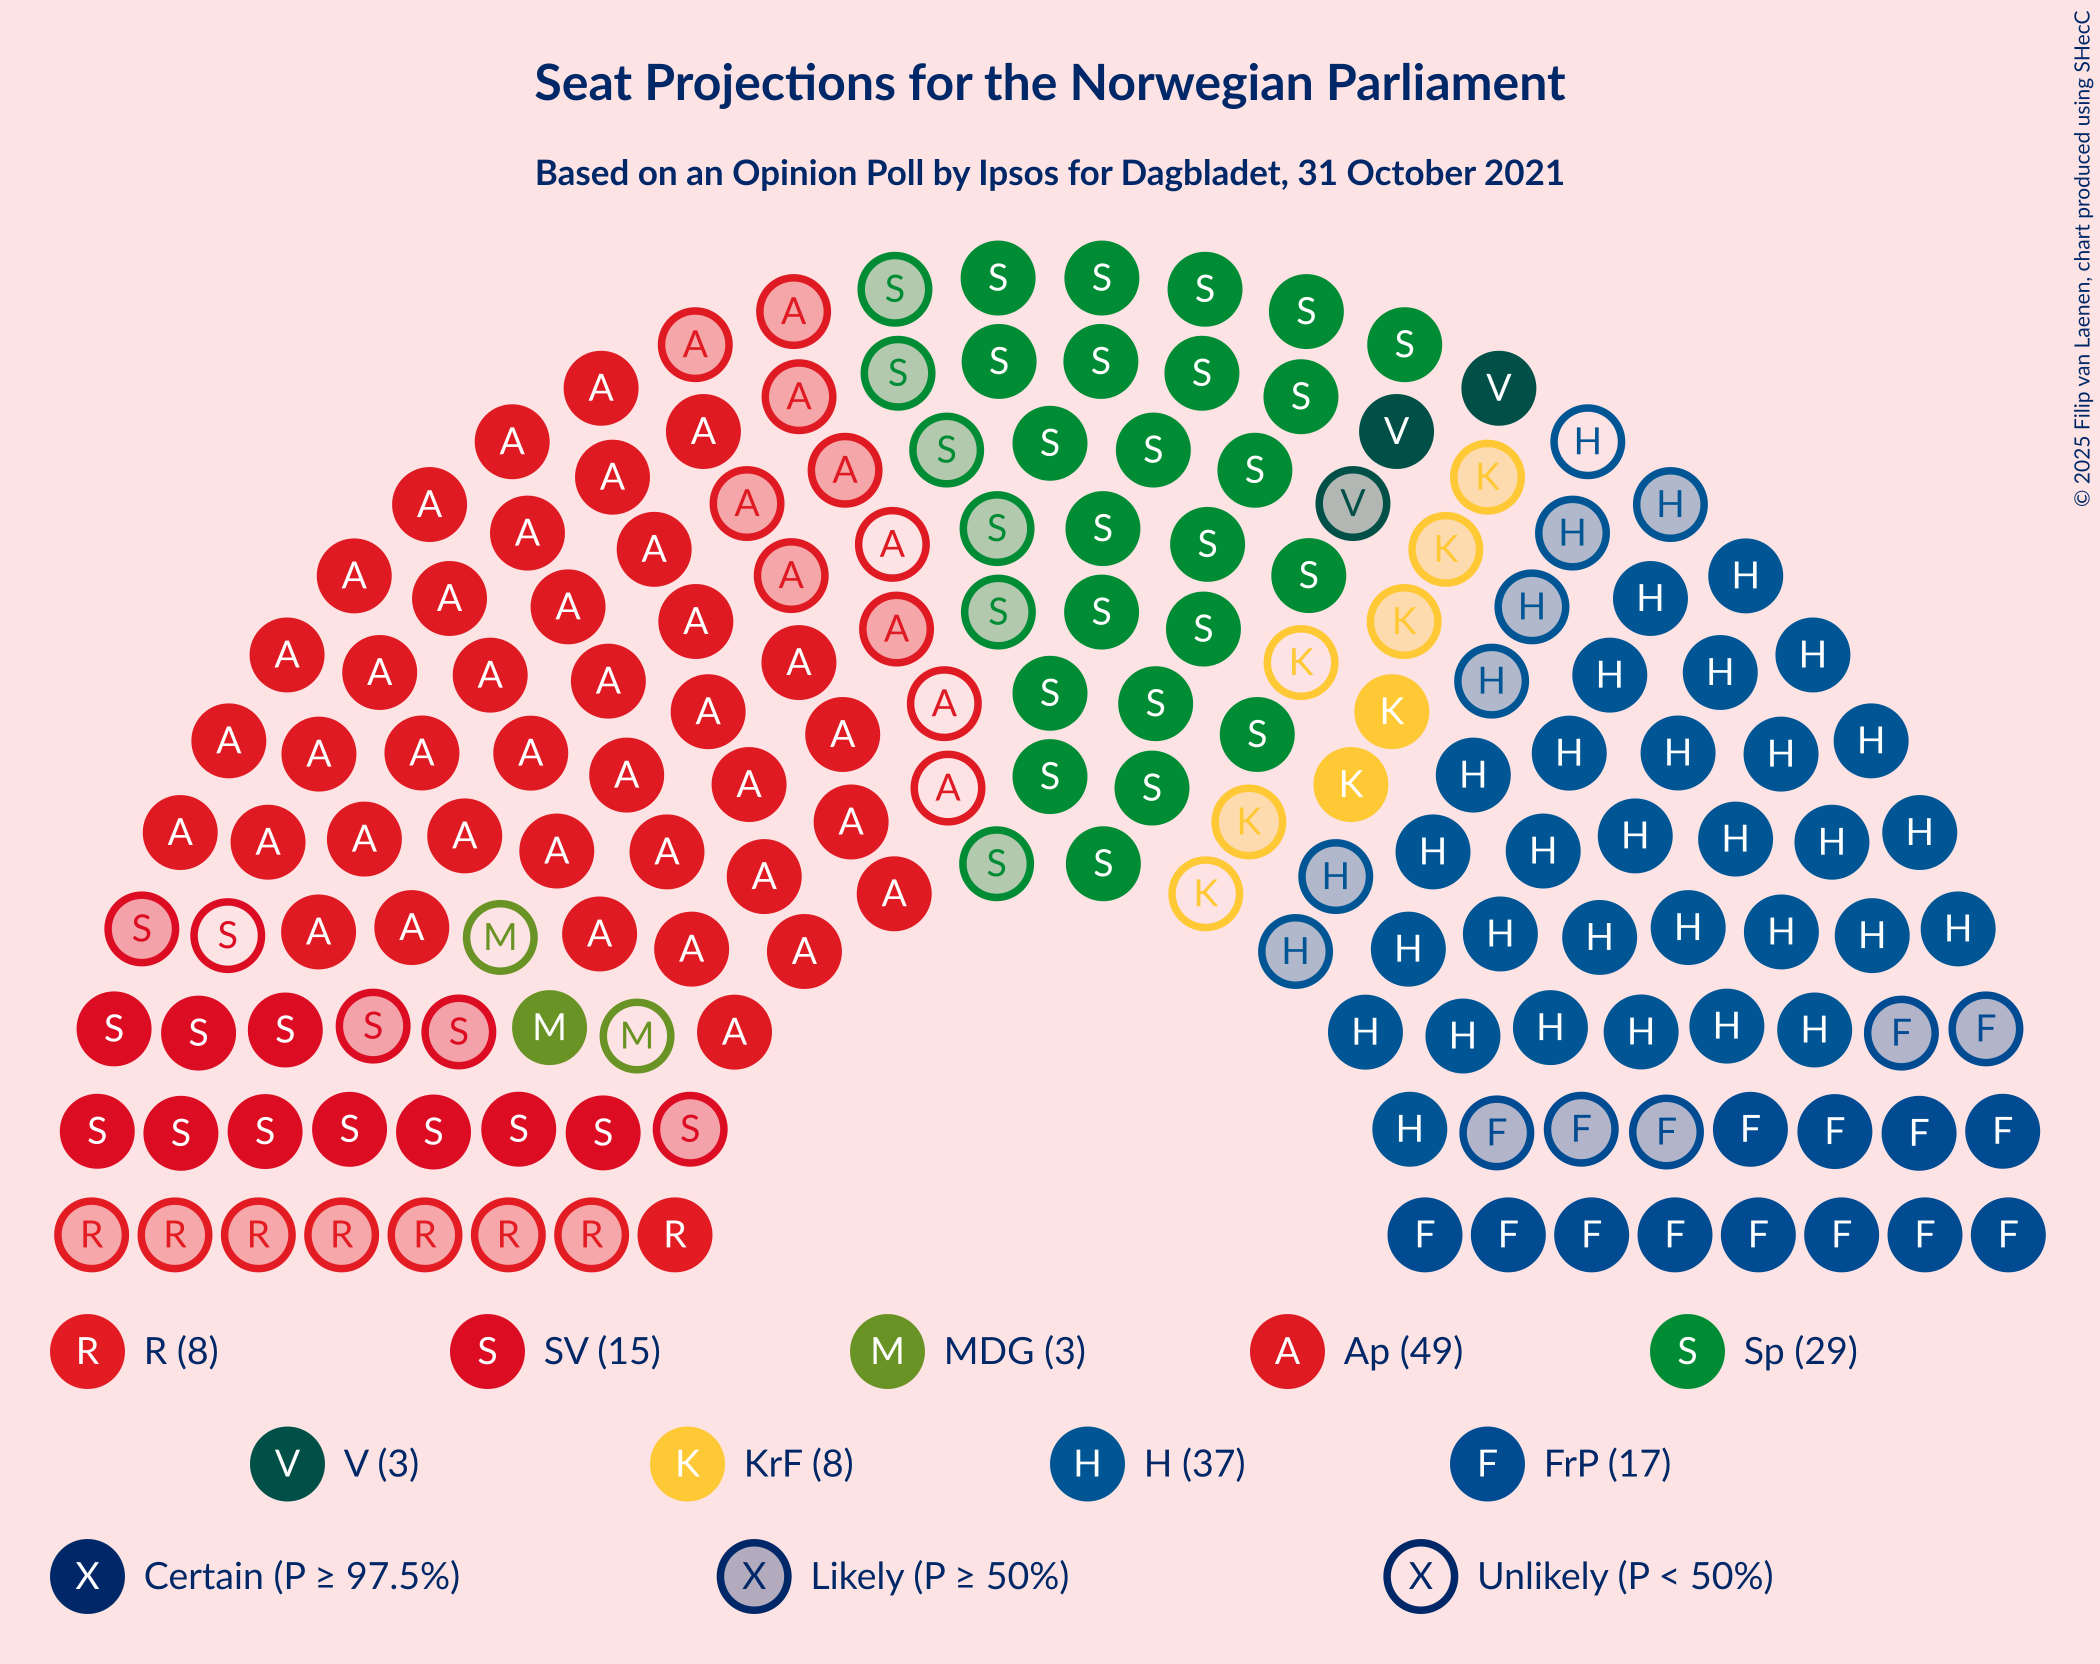 Seat Projections for the Norwegian Parliament
Based on an Opinion Poll by Ipsos for Dagbladet, 31 October 2021
© 2025 Filip van Laenen, chart produced using SHecC
S S S S S S
A A V
A S S S S S A H
A A V
A S S S S A K H
A A V
A A S S S S A K H H
A A K H
A A A S S S A K H H H
A A K H
A A A A S S K H H H H
A A S K H
A A A A A S S K H H H H H
A A A A A A A S S K H H H H H H H
S S A A M A A A A H H H H H H H H
S S S S S M M A H H H H H H F F
S S S S S S S S H F F F F F F F
R R R R R R R R F F F F F F F F
R R (8) S SV (15) M MDG (3) A Ap (49) S Sp (29)
V V (3) K KrF (8) H H (37) F FrP (17)
X Certain (P ≥ 97.5%) X Likely (P ≥ 50%) X Unlikely (P < 50%)